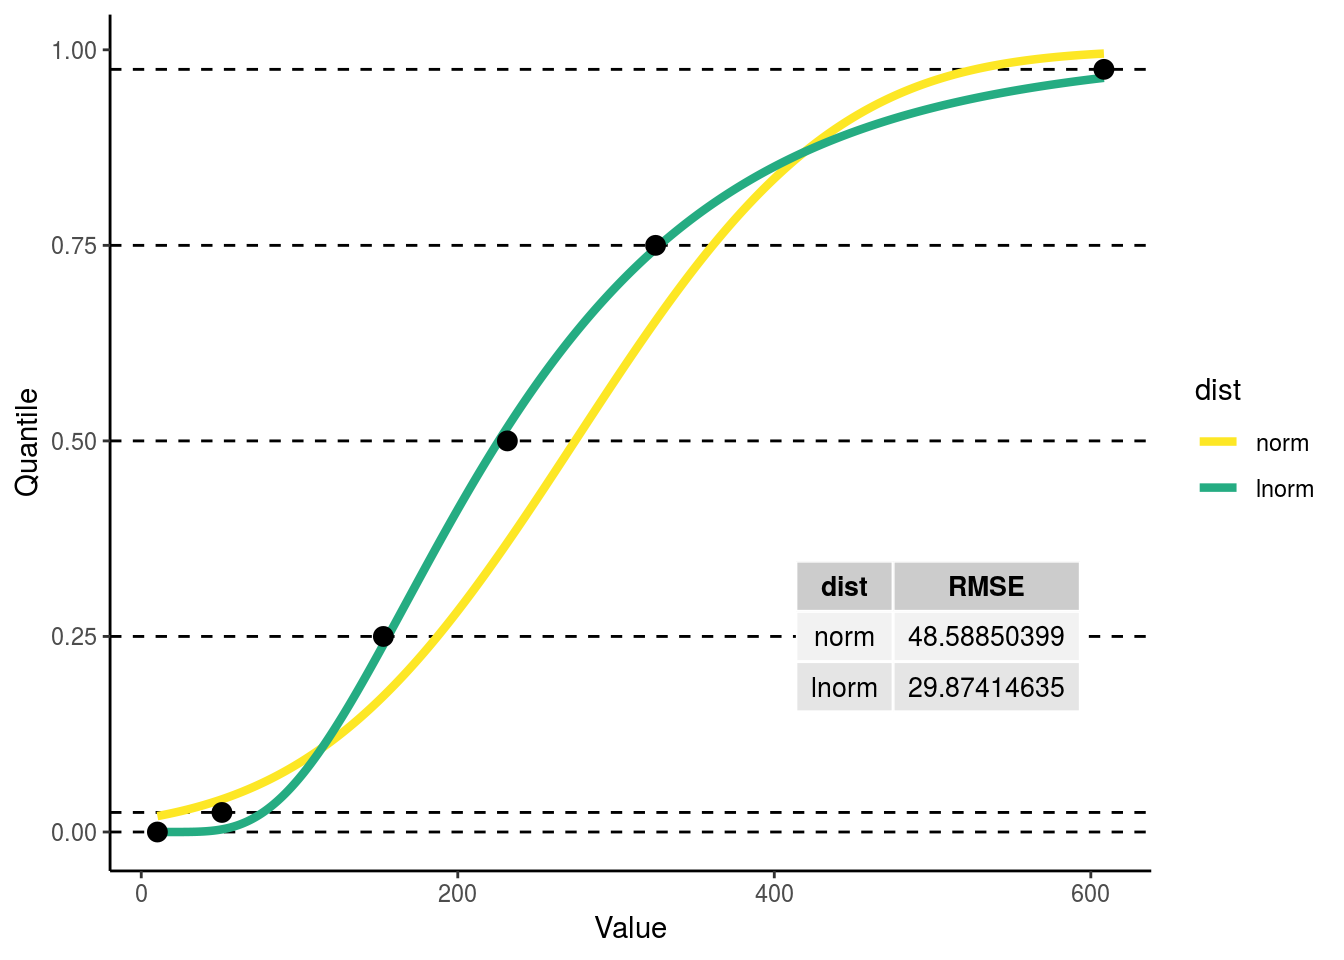 1.00
0.75
0.50
0.25
0.00
Quantile
0
200
400
600
Value
dist
norm
lnorm
dist RMSE
norm 48.58850399
lnorm 29.87414635